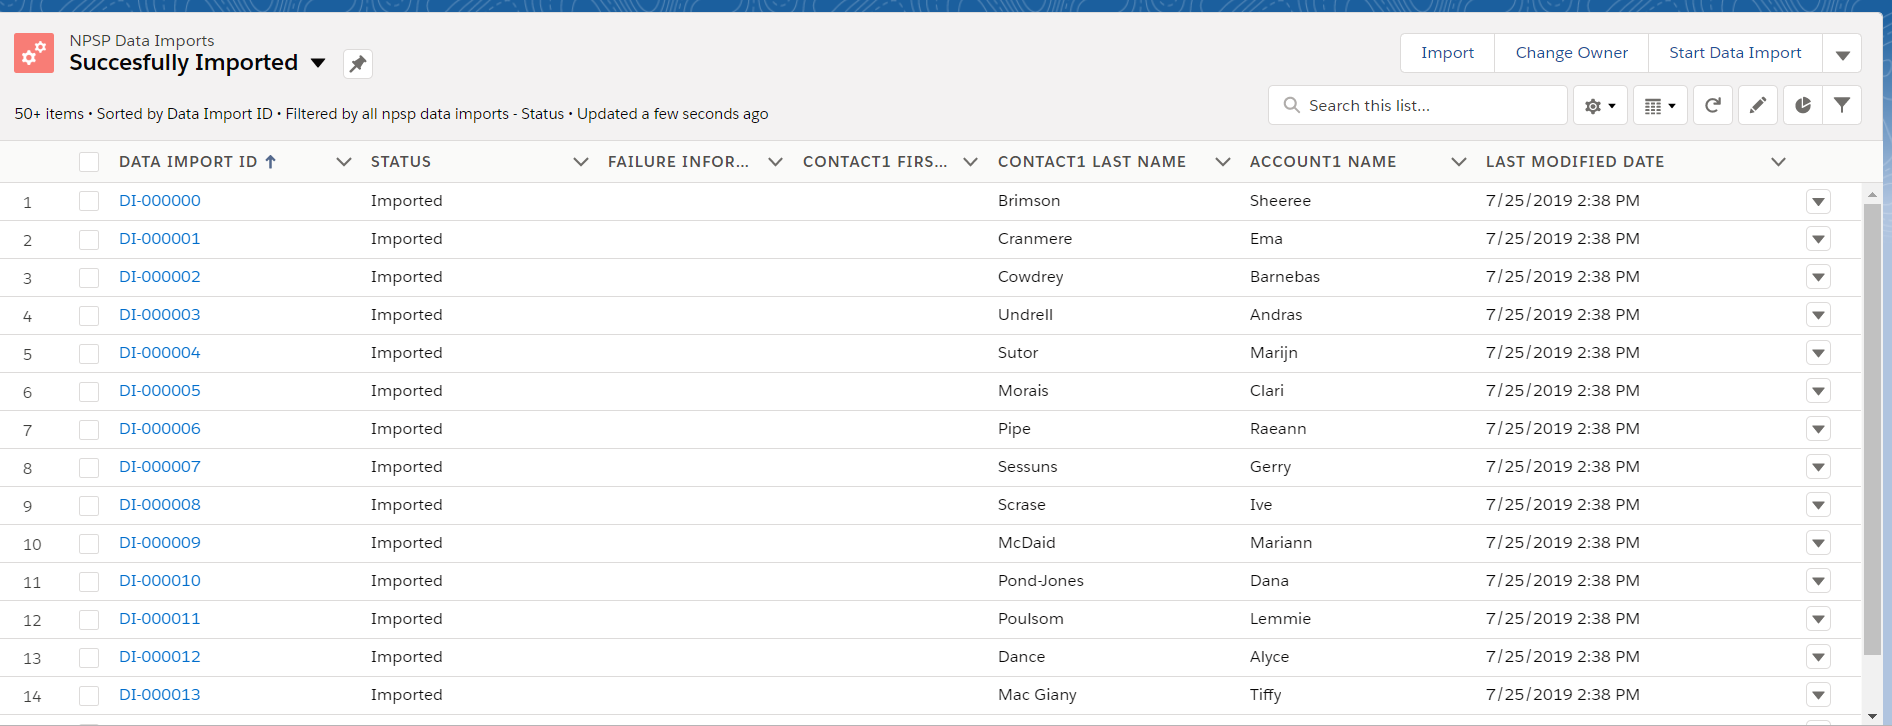 NPSP Data Imports
Succesfully Imported
Import Change Owner Start Data Import
50+ items • Sorted by Data Import ID • Filtered by all npsp data imports - Status • Updated a few seconds ago
Search this list...
DATA IMPORT ID STATUS FAILURE INFOR... CONTACT1 FIRS... CONTACT1 LAST NAME ACCOUNT1 NAME LAST MODIFIED DATE
1 DI-000000 Imported Brimson Sheeree 7/25/2019 2:38 PM
2 DI-000001 Imported Cranmere Ema 7/25/2019 2:38 PM
3 DI-000002 Imported Cowdrey Barnebas 7/25/2019 2:38 PM
4 DI-000003 Imported Undrell Andras 7/25/2019 2:38 PM
5 DI-000004 Imported Sutor Marijn 7/25/2019 2:38 PM
6 DI-000005 Imported Morais Clari 7/25/2019 2:38 PM
7 DI-000006 Imported Pipe Raeann 7/25/2019 2:38 PM
8 DI-000007 Imported Sessuns Gerry 7/25/2019 2:38 PM
9 DI-000008 Imported Scrase Ive 7/25/2019 2:38 PM
10 DI-000009 Imported McDaid Mariann 7/25/2019 2:38 PM
11 DI-000010 Imported Pond-Jones Dana 7/25/2019 2:38 PM
12 DI-000011 Imported Poulsom Lemmie 7/25/2019 2:38 PM
13 DI-000012 Imported Dance Alyce 7/25/2019 2:38 PM
14 DI-000013 Imported Mac Giany Tiffy 7/25/2019 2:38 PM